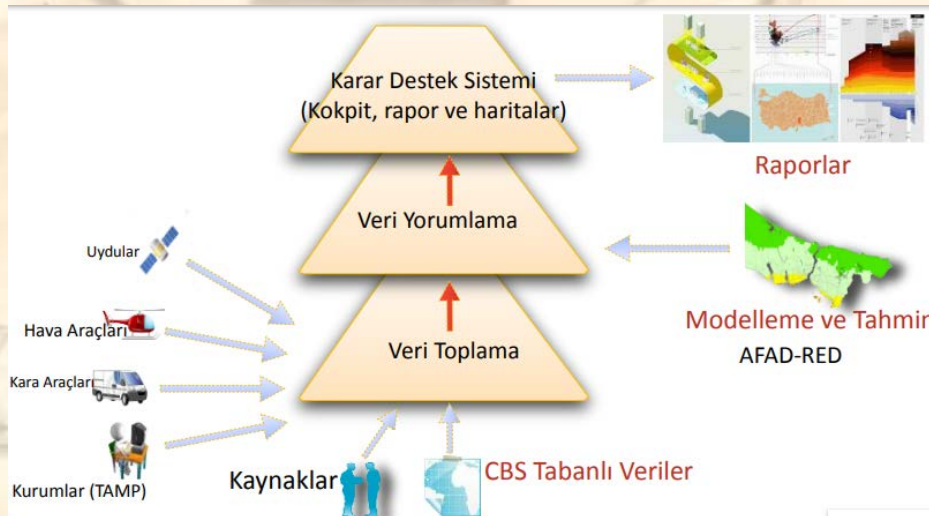 Karar Destek Sistemi
(Kokpit, rapor ve haritalar)
Raporlar
Veri Yorumlama
Uydular
Modelleme ve Tahmin
AFAD-RED
Hava Araçları
Veri Toplama
Kara Araçları
Kurumlar (TAMP)
Kaynaklar
CBS Tabanlı Veriler